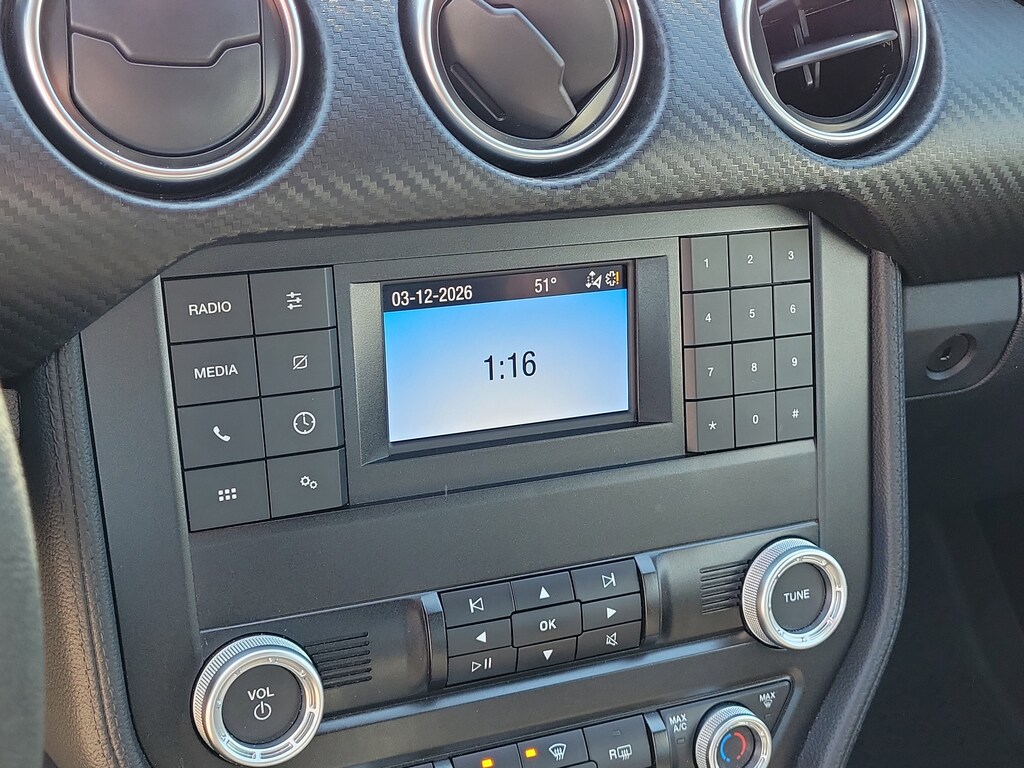 RADIO
MEDIA
03-12-2026 51°
1:16
1 2 3
4 5 6
7 8 9
* 0 #
OK
VOL
TUNE
R
MAX
A/C
MAX